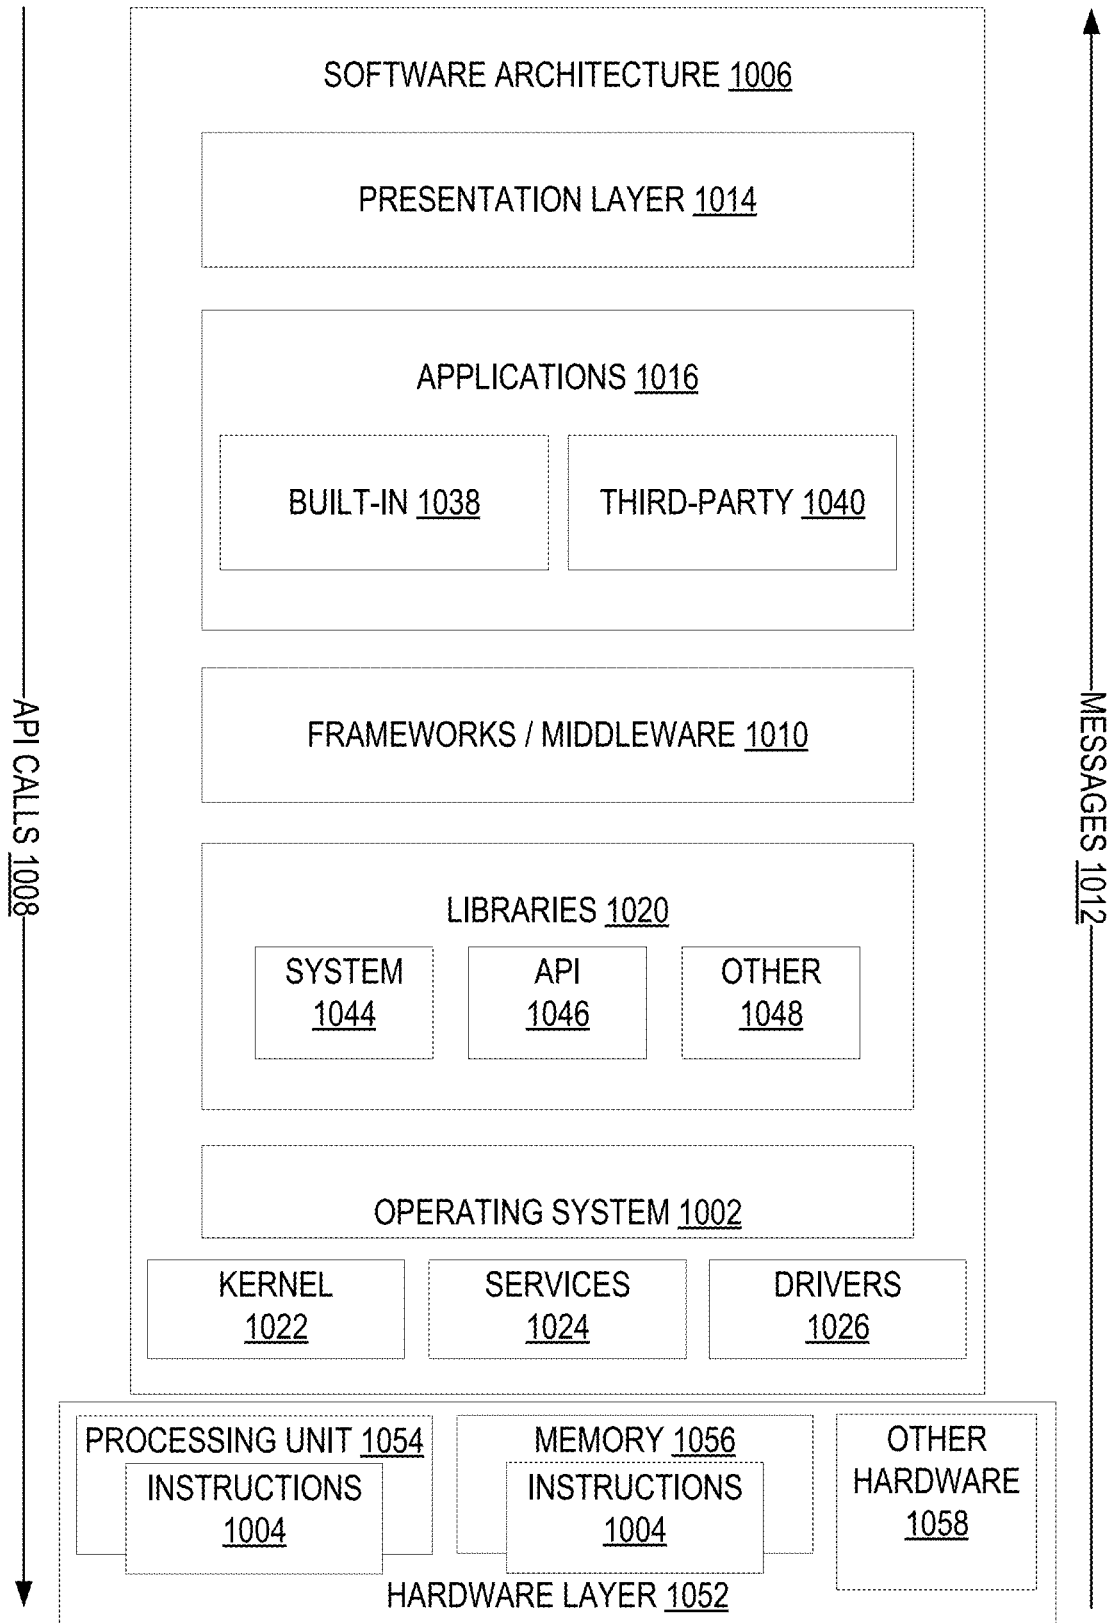 SOFTWARE ARCHITECTURE 1006
PRESENTATION LAYER 1014
APPLICATIONS 1016
BUILT-IN 1038
THIRD-PARTY 1040
FRAMEWORKS / MIDDLEWARE 1010
API CALLS 1008
MESSAGES 1012
LIBRARIES 1020
SYSTEM
1044
API
1046
OTHER
1048
OPERATING SYSTEM 1002
KERNEL
1022
SERVICES
1024
DRIVERS
1026
PROCESSING UNIT 1054
INSTRUCTIONS
1004
MEMORY 1056
INSTRUCTIONS
1004
OTHER
HARDWARE
1058
HARDWARE LAYER 1052